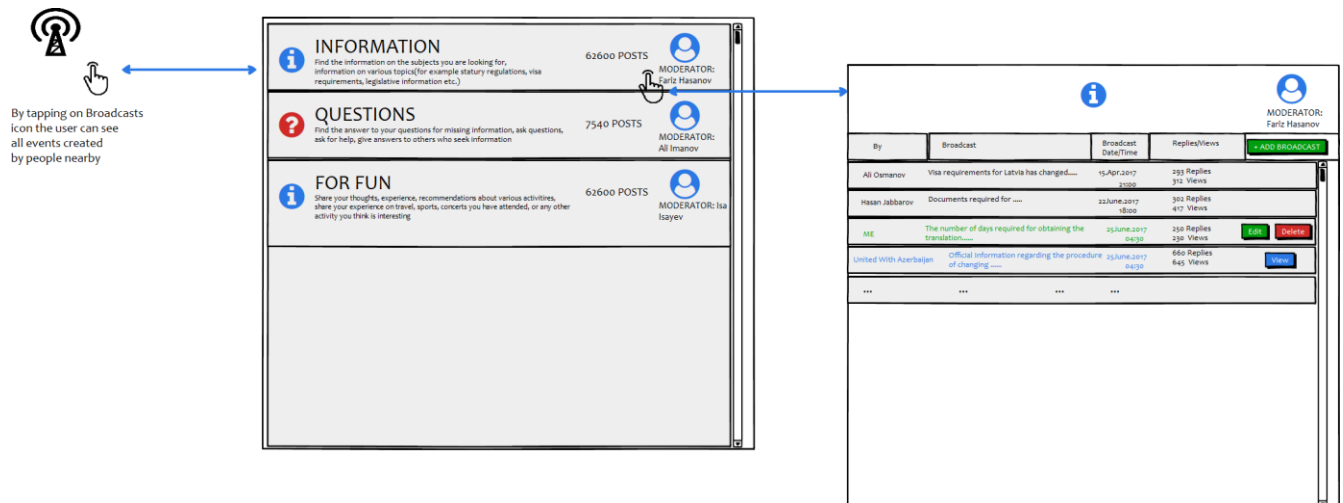 By tapping on Broadcasts
icon the user can see
all events created
by people nearby
INFORMATION
Find the information on the subjects you are looking for,
information on various topics(for example statury regulations, visa
requirements, legislative information etc.)
62600 POSTS
MODERATOR:
Fariz Hasanov
QUESTIONS
Find the answer to your questions for missing information, ask questions,
ask for help, give answers to others who seek information
7540 POSTS
MODERATOR:
Ali Imanov
FOR FUN
Share your thoughts, experience, recommendations about various activities,
share your experience on travel, sports, concerts you have attended, or any other
activity you think is interesting
62600 POSTS
MODERATOR: Isa
Isayev
MODERATOR:
Fariz Hasanov
By
Broadcast
Broadcast
Date/Time
Replies/Views
+ ADD BROADCAST
Ali Osmanov
Visa requirements for Latvia has changed.....
15.Apr.2017
21:00
293 Replies
312 Views
Hasan Jabbarov
Documents required for .....
22June.2017
18:00
302 Replies
417 Views
ME
The number of days required for obtaining the
translation......
25June.2017
04:30
250 Replies
230 Views
Edit
Delete
United With Azerbaijan
Official Information regarding the procedure
of changing .....
25June.2017
04:30
660 Replies
645 Views
View
... ... ... ...